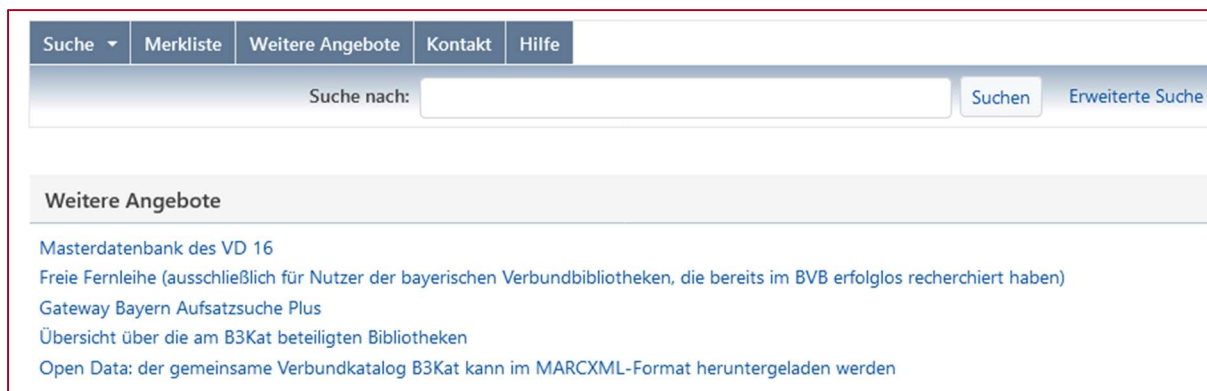 Suche Merkliste Weitere Angebote Kontakt Hilfe
Suche nach: Suchen Erweiterte Suche
Weitere Angebote
Masterdatenbank des VD 16
Freie Fernleihe (ausschließlich für Nutzer der bayerischen Verbundbibliotheken, die bereits im BVB erfolglos recherchiert haben)
Gateway Bayern Aufsatzsuche Plus
Übersicht über die am B3Kat beteiligten Bibliotheken
Open Data: der gemeinsame Verbundkatalog B3Kat kann im MARCXML-Format heruntergeladen werden